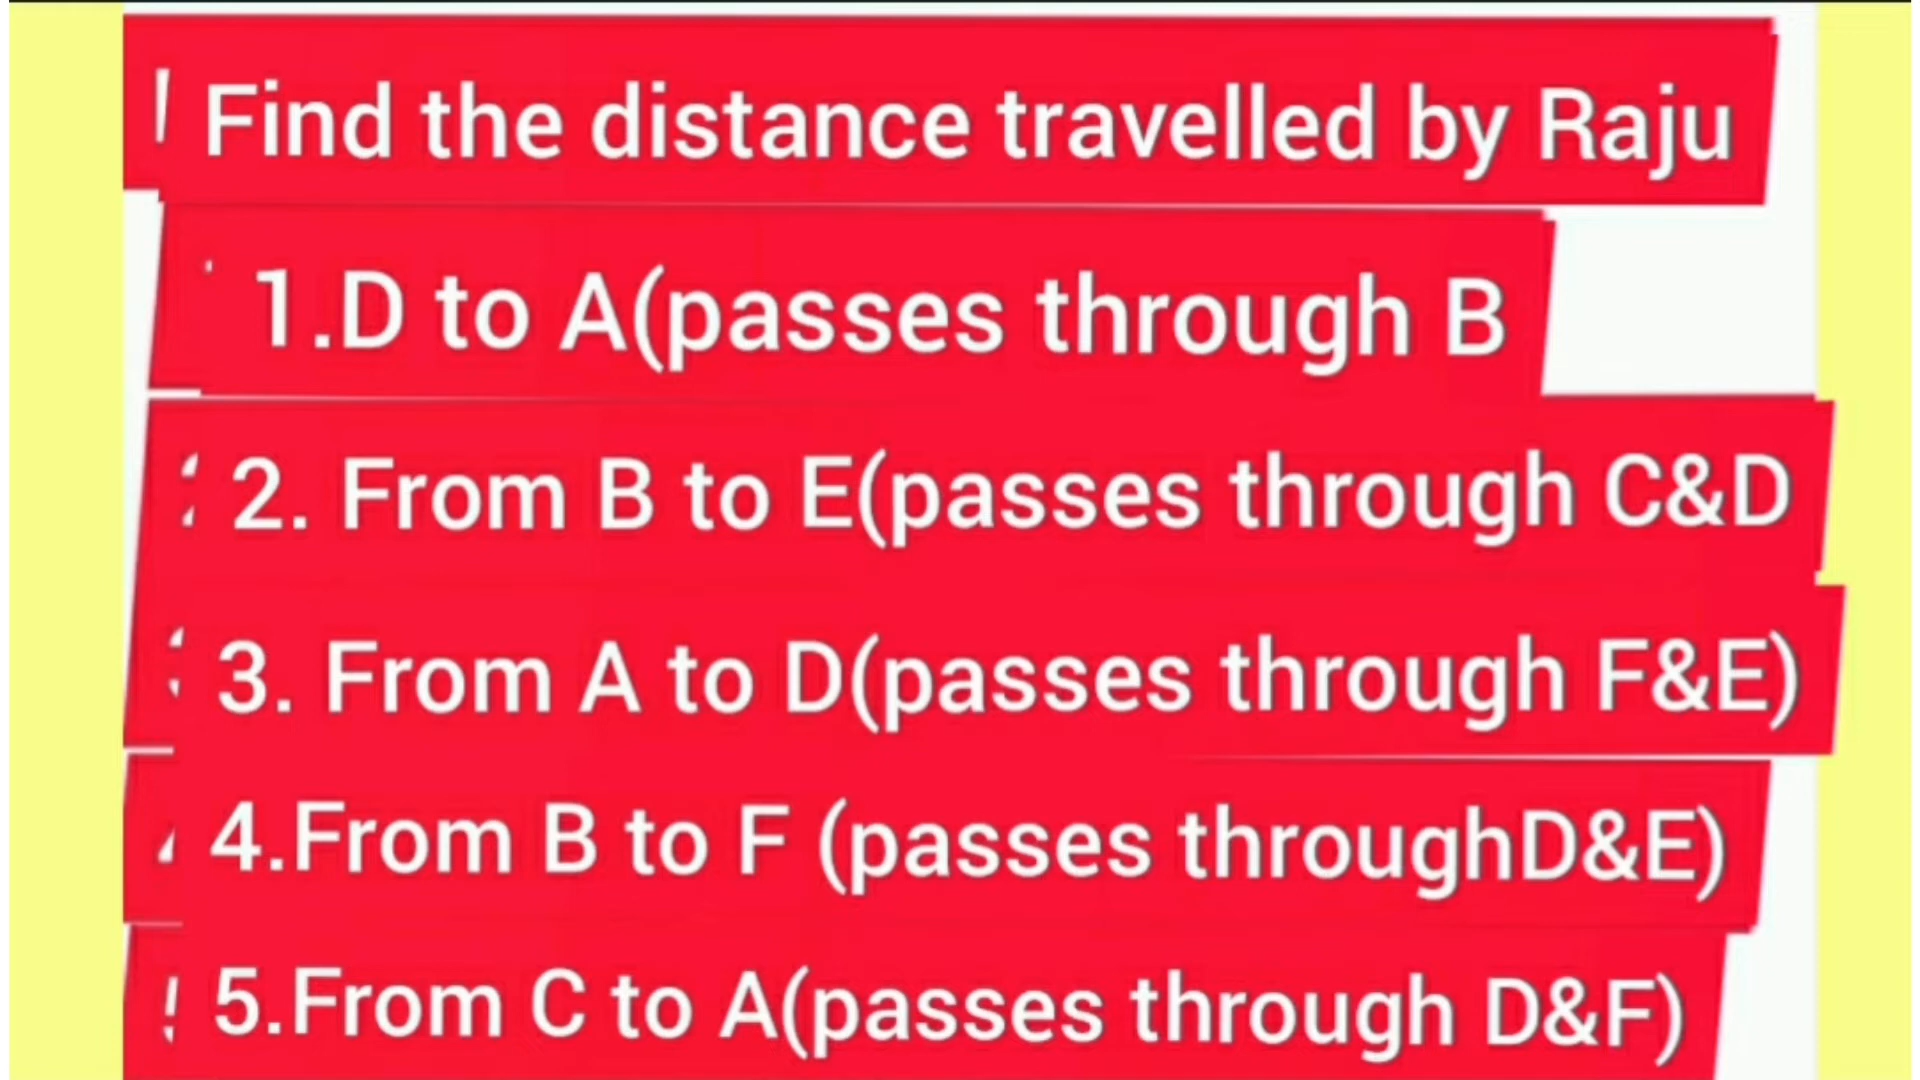 Find the distance travelled by Raju
1.D to A(passes through B
2. From B to E(passes through C&D
3. From A to D(passes through F&E)
4.From B to F (passes throughD&E)
5.From C to A(passes through D&F)